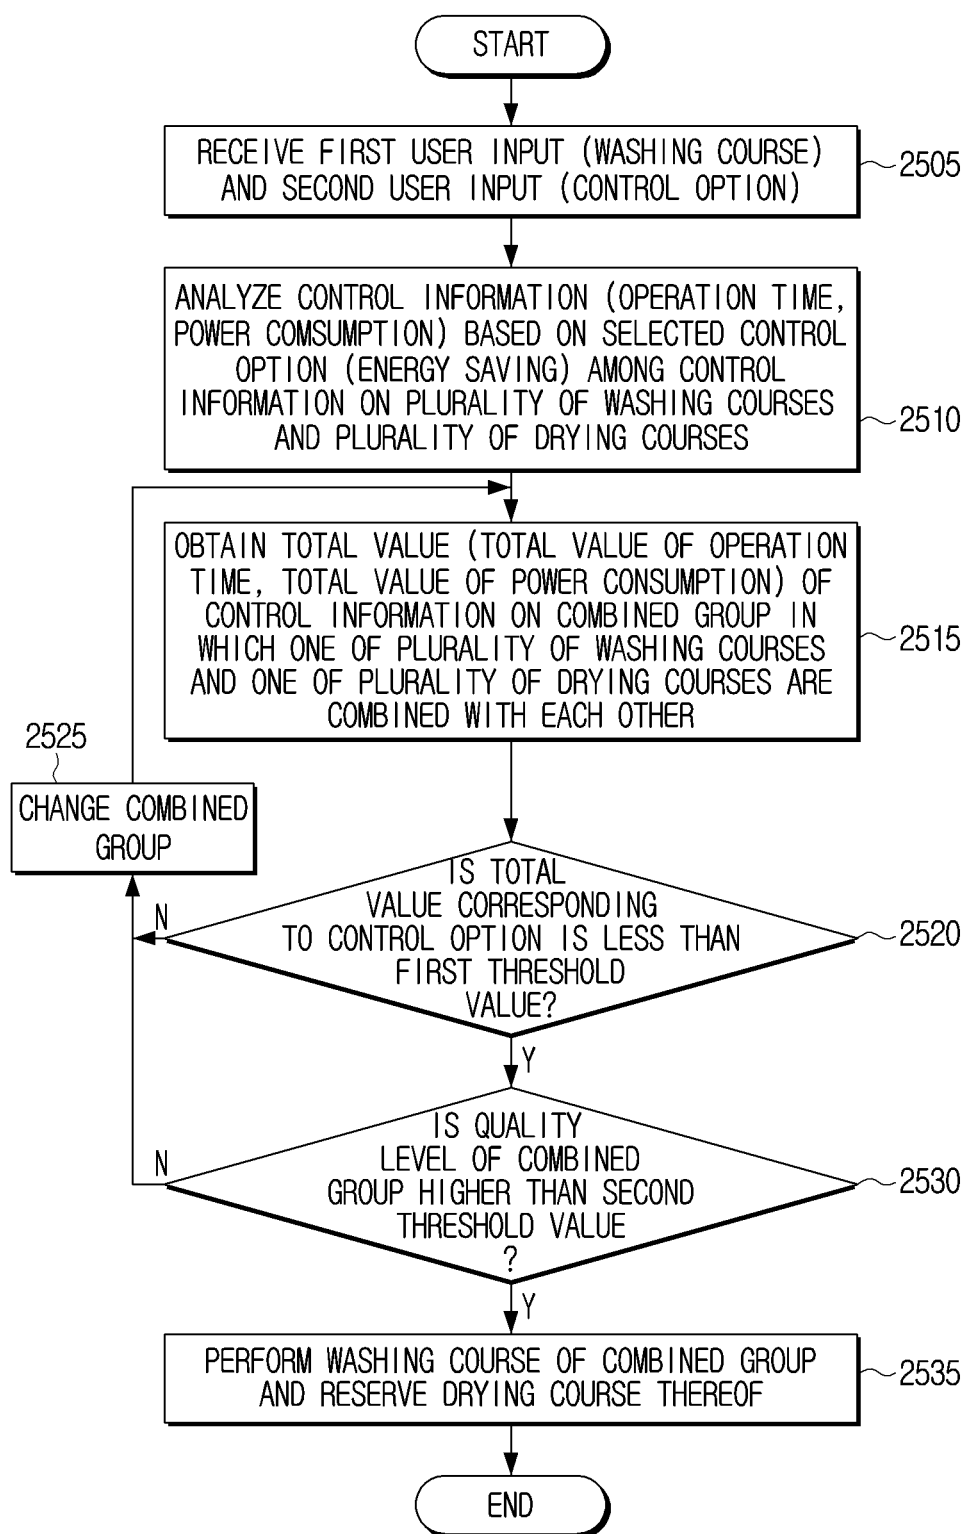 START
RECEIVE FIRST USER INPUT (WASHING COURSE)
AND SECOND USER INPUT (CONTROL OPTION)
2505
ANALYZE CONTROL INFORMATION (OPERATION TIME,
POWER COMSUMPTION) BASED ON SELECTED CONTROL
OPTION (ENERGY SAVING) AMONG CONTROL
INFORMATION ON PLURALITY OF WASHING COURSES
AND PLURALITY OF DRYING COURSES
2510
OBTAIN TOTAL VALUE (TOTAL VALUE OF OPERATION
TIME, TOTAL VALUE OF POWER CONSUMPTION) OF
CONTROL INFORMATION ON COMBINED GROUP IN
WHICH ONE OF PLURALITY OF WASHING COURSES
AND ONE OF PLURALITY OF DRYING COURSES ARE
COMBINED WITH EACH OTHER
2515
2525
CHANGE COMBINED
GROUP
IS TOTAL
VALUE CORRESPONDING
TO CONTROL OPTION IS LESS THAN
FIRST THRESHOLD
VALUE?
2520
N
Y
IS QUALITY
LEVEL OF COMBINED
GROUP HIGHER THAN SECOND
THRESHOLD VALUE
?
2530
N
Y
PERFORM WASHING COURSE OF COMBINED GROUP
AND RESERVE DRYING COURSE THEREOF
2535
END